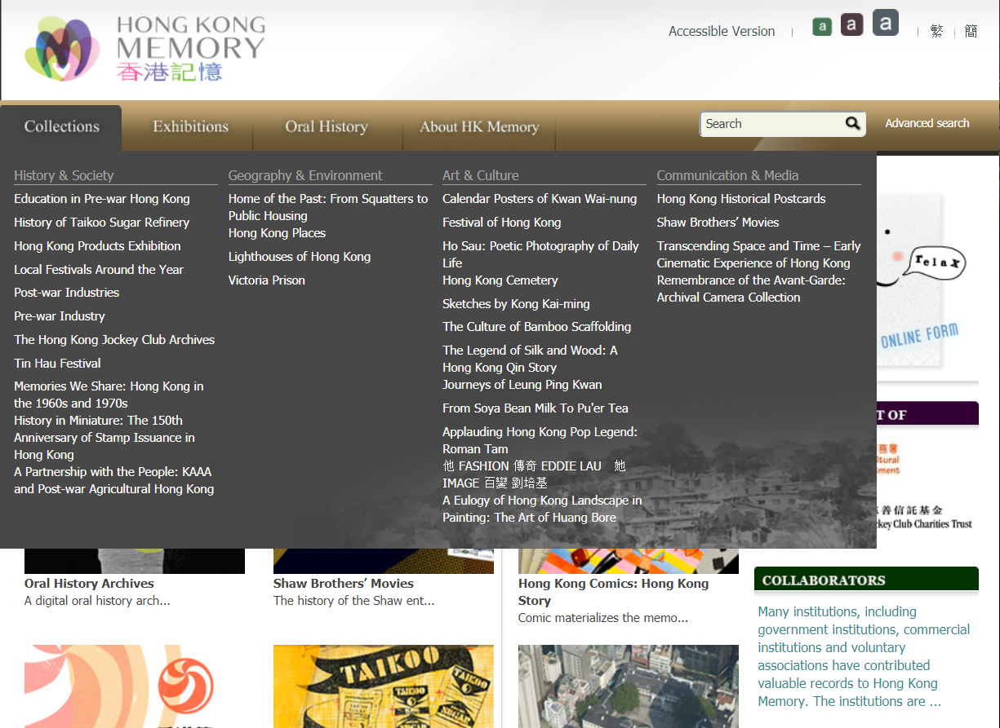 HONG KONG
MEMORY
香港記憶
Accessible Version
a a a
繁 簡
Collections
Exhibitions
Oral History
About HK Memory
Search
Advanced search
History & Society
Education in Pre-war Hong Kong
History of Taikoo Sugar Refinery
Hong Kong Products Exhibition
Local Festivals Around the Year
Post-war Industries
Pre-war Industry
The Hong Kong Jockey Club Archives
Tin Hau Festival
Memories We Share: Hong Kong in
the 1960s and 1970s
History in Miniature: The 150th
Anniversary of Stamp Issuance in
Hong Kong
A Partnership with the People: KAAA
and Post-war Agricultural Hong Kong
Geography & Environment
Home of the Past: From Squatters to
Public Housing
Hong Kong Places
Lighthouses of Hong Kong
Victoria Prison
Art & Culture
Calendar Posters of Kwan Wai-nung
Festival of Hong Kong
Ho Sau: Poetic Photography of Daily
Life
Hong Kong Cemetery
Sketches by Kong Kai-ming
The Culture of Bamboo Scaffolding
The Legend of Silk and Wood: A
Hong Kong Qin Story
Journeys of Leung Ping Kwan
From Soya Bean Milk To Pu'er Tea
Applauding Hong Kong Pop Legend:
Roman Tam
他 FASHION 傳奇 EDDIE LAU　她
IMAGE 百變 劉培基
A Eulogy of Hong Kong Landscape in
Painting: The Art of Huang Bore
Communication & Media
Hong Kong Historical Postcards
Shaw Brothers’ Movies
Transcending Space and Time – Early
Cinematic Experience of Hong Kong
Remembrance of the Avant-Garde:
Archival Camera Collection
relax
ONLINE FORM
T OF
務署
tural
ment
善信託基金
key Club Charities Trust
Oral History Archives
A digital oral history arch...
Shaw Brothers’ Movies
The history of the Shaw ent...
Hong Kong Comics: Hong Kong
Story
Comic materializes the memo...
COLLABORATORS
Many institutions, including
government institutions, commercial
institutions and voluntary
associations have contributed
valuable records to Hong Kong
Memory. The institutions are ...
TAIKOO
TAIKOO
TAIKOO